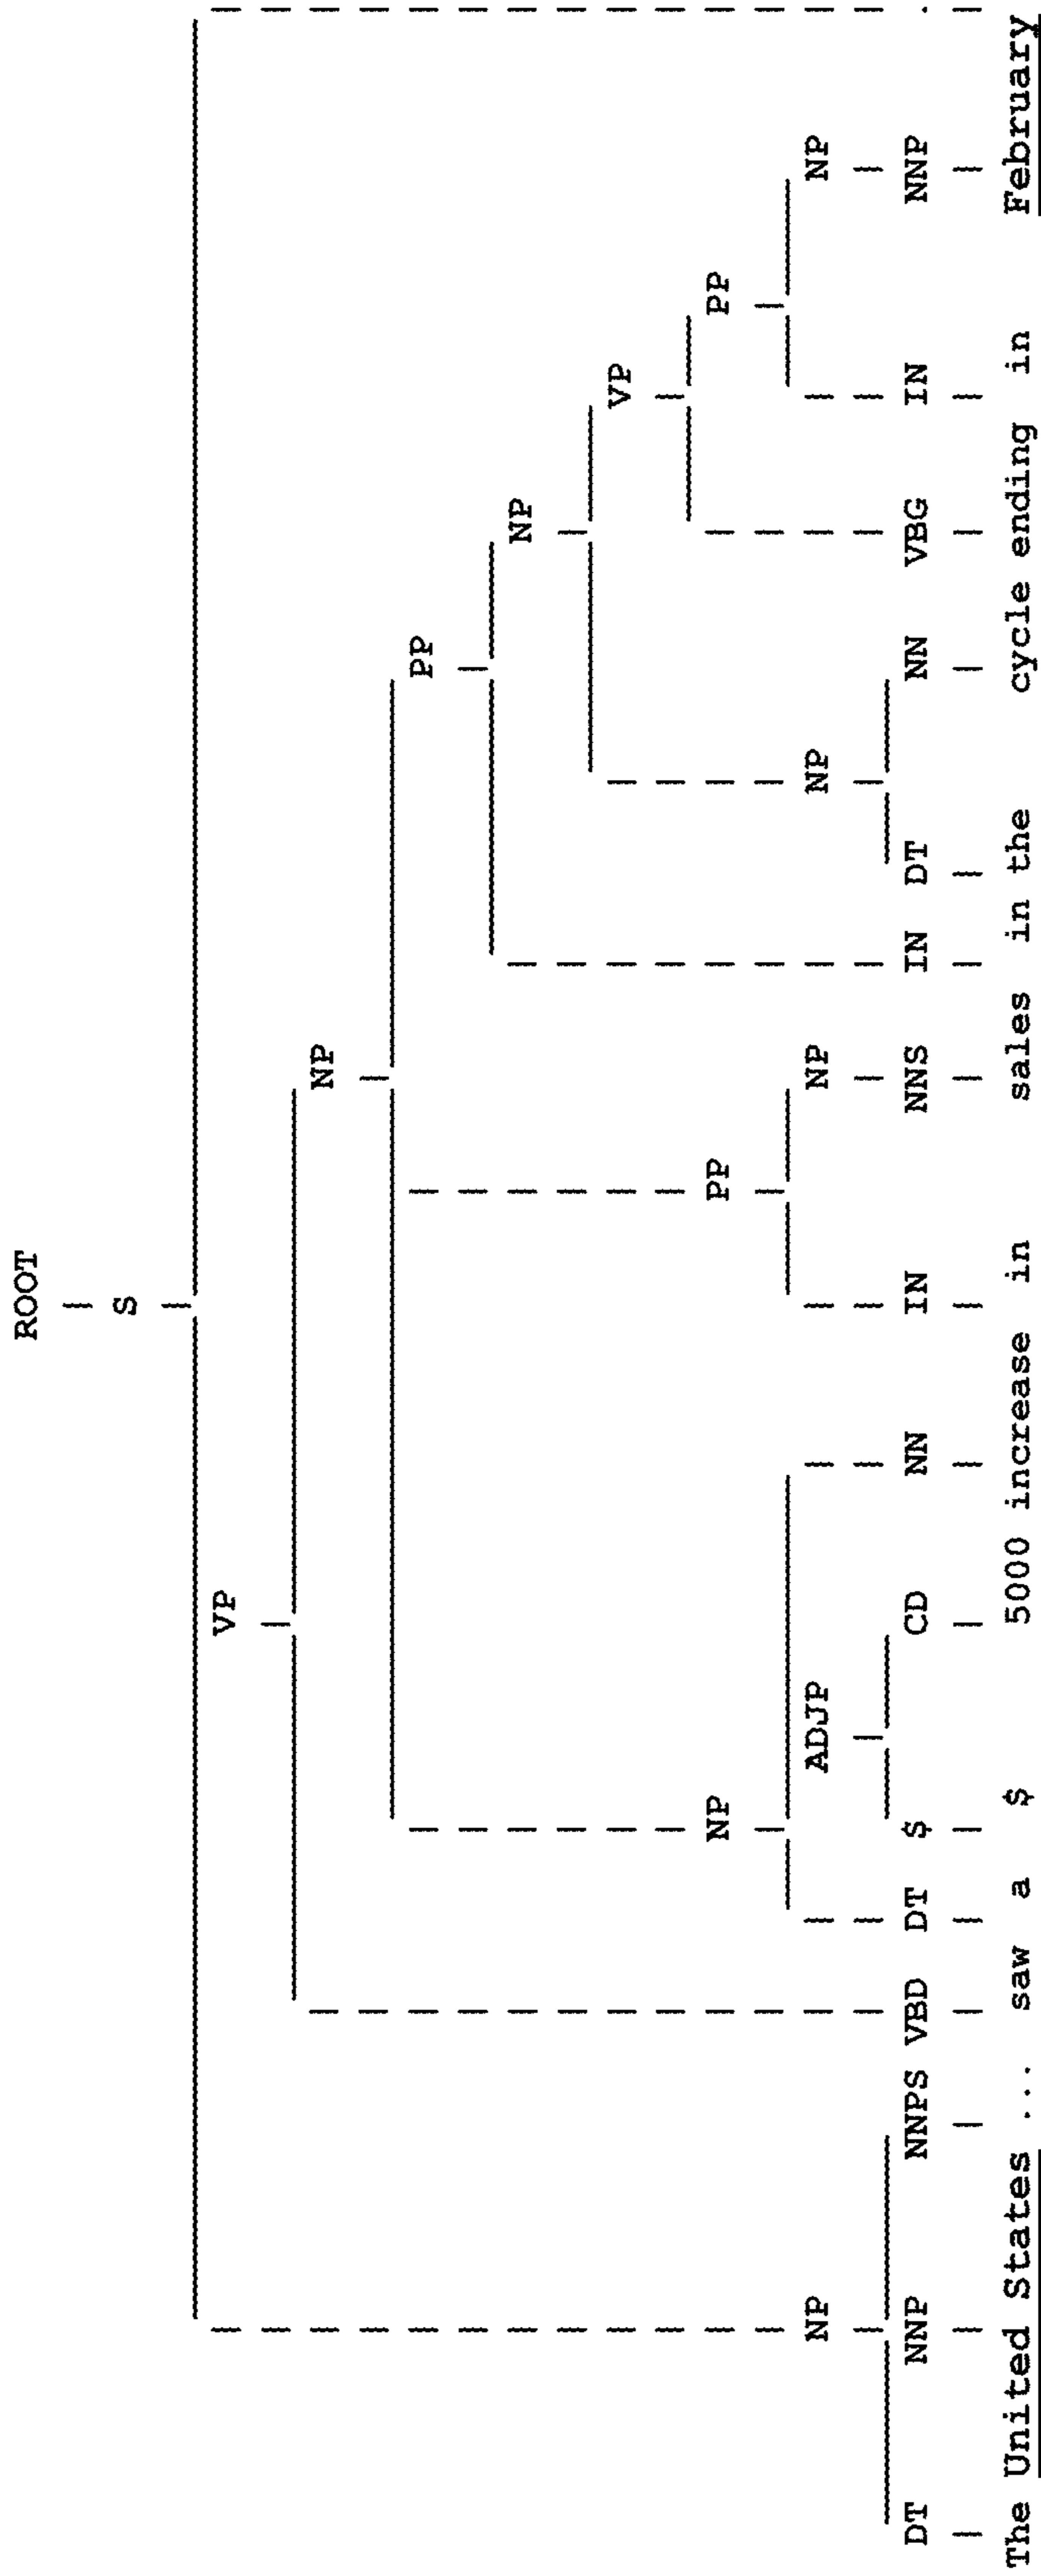 ROOT
S
VP
NP
PP
NP
VP
NP PP PP
NP ADJP NP NP NP
DT NNP NNPS VBD DT $ CD NN IN NNS IN DT NN VBG IN NNP .
The United States ... saw a $ 5000 increase in sales in the cycle ending in February